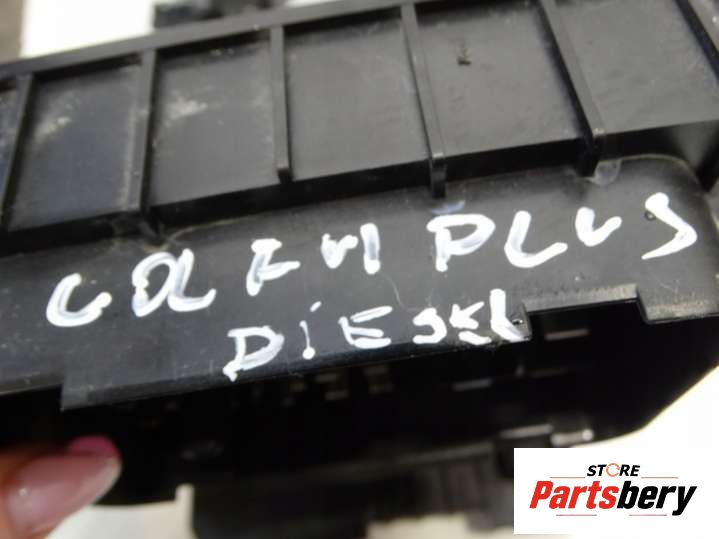 GOLF VI PLUS
DIESEL
STORE
Partsbery